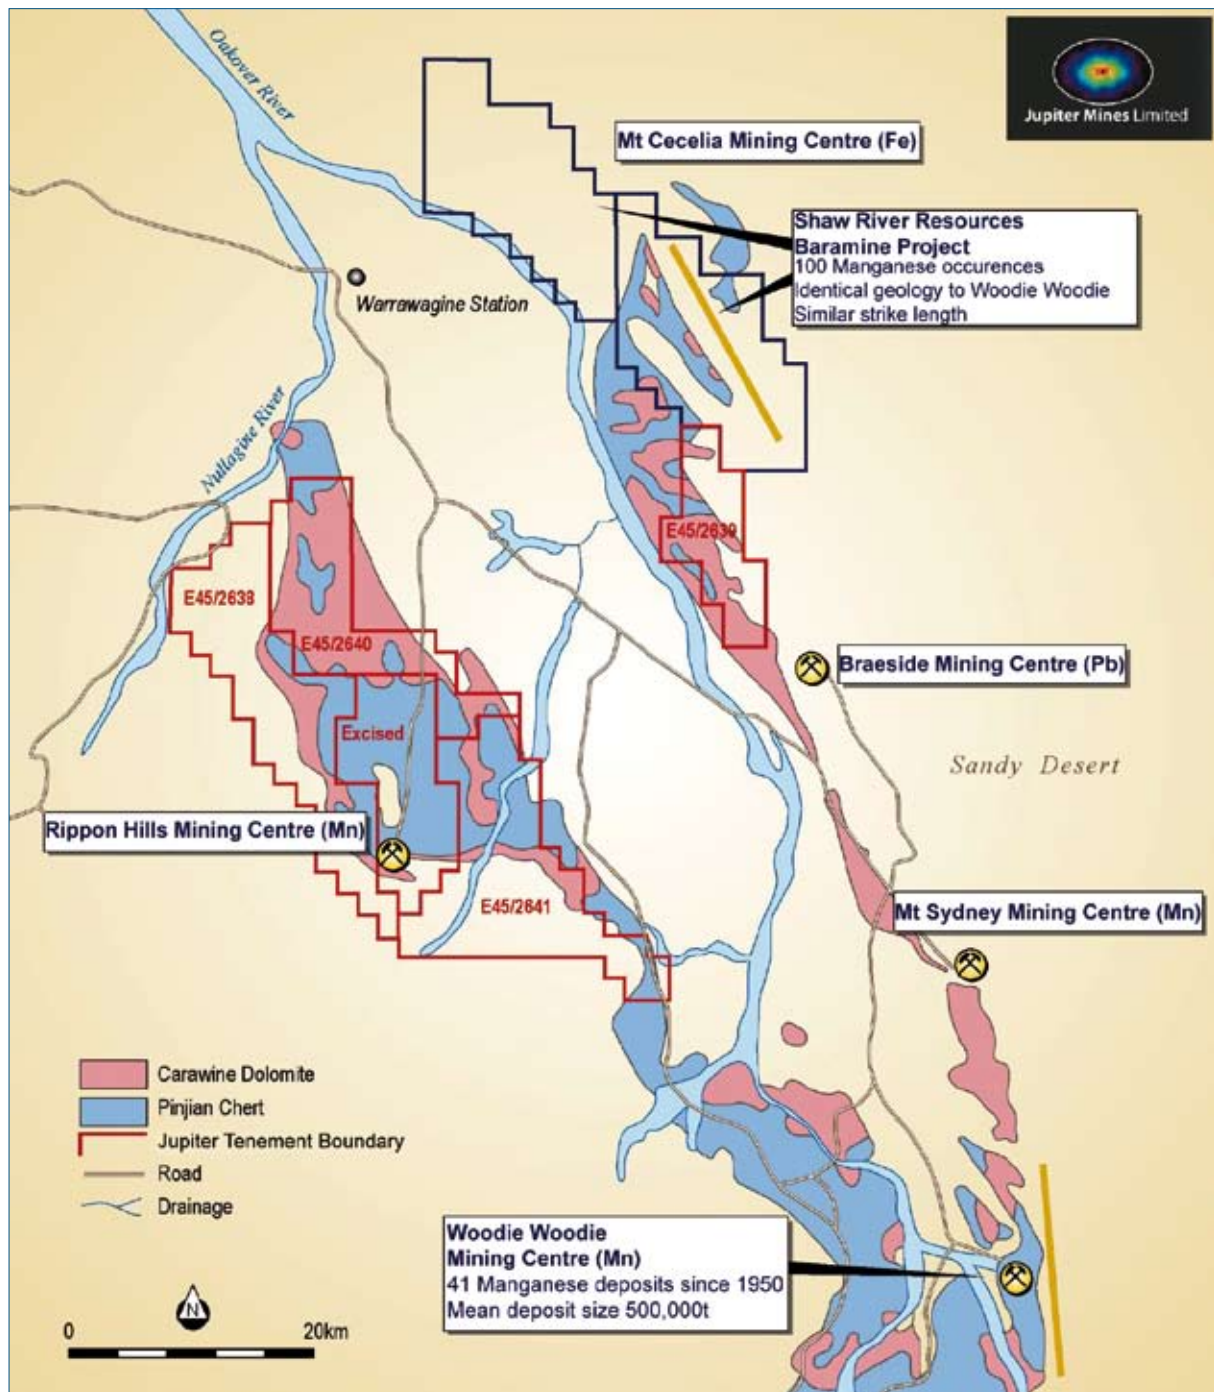 Oakover River
Jupiter Mines Limited
Mt Cecelia Mining Centre (Fe)
Shaw River Resources
Baramine Project
100 Manganese occurences
Identical geology to Woodie Woodie
Similar strike length
Warrawagine Station
Nullagine River
E45/2639
E45/2638
E45/2640
Braeside Mining Centre (Pb)
Excised
Sandy Desert
Rippon Hills Mining Centre (Mn)
E45/2641
Mt Sydney Mining Centre (Mn)
Carawine Dolomite
Pinjian Chert
Jupiter Tenement Boundary
Road
Drainage
Woodie Woodie
Mining Centre (Mn)
41 Manganese deposits since 1950
Mean deposit size 500,000t
N
0 20km